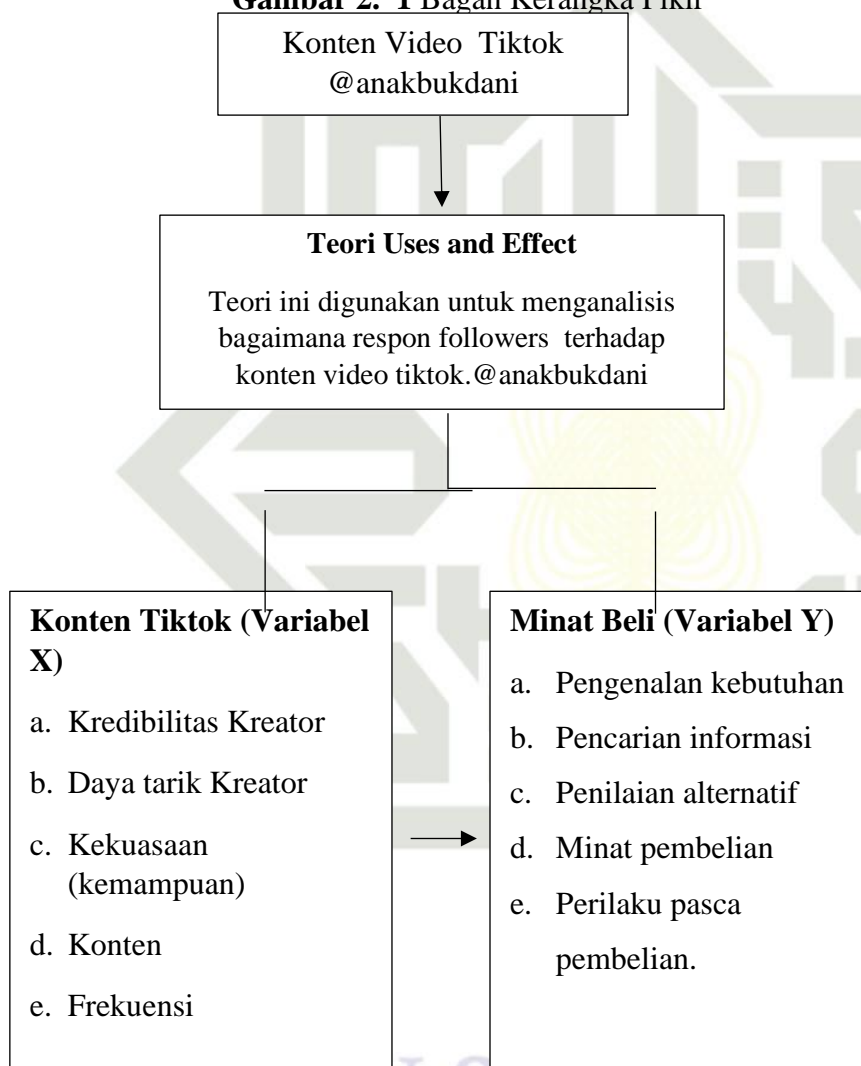 Gambar 2. 1 Bagan Kerangka Fikir
Konten Video Tiktok
@anakbukdani
Teori Uses and Effect
Teori ini digunakan untuk menganalisis
bagaimana respon followers terhadap
konten video tiktok.@anakbukdani
Konten Tiktok (Variabel
X)
a. Kredibilitas Kreator
b. Daya tarik Kreator
c. Kekuasaan
(kemampuan)
d. Konten
e. Frekuensi
Minat Beli (Variabel Y)
a. Pengenalan kebutuhan
b. Pencarian informasi
c. Penilaian alternatif
d. Minat pembelian
e. Perilaku pasca
pembelian.